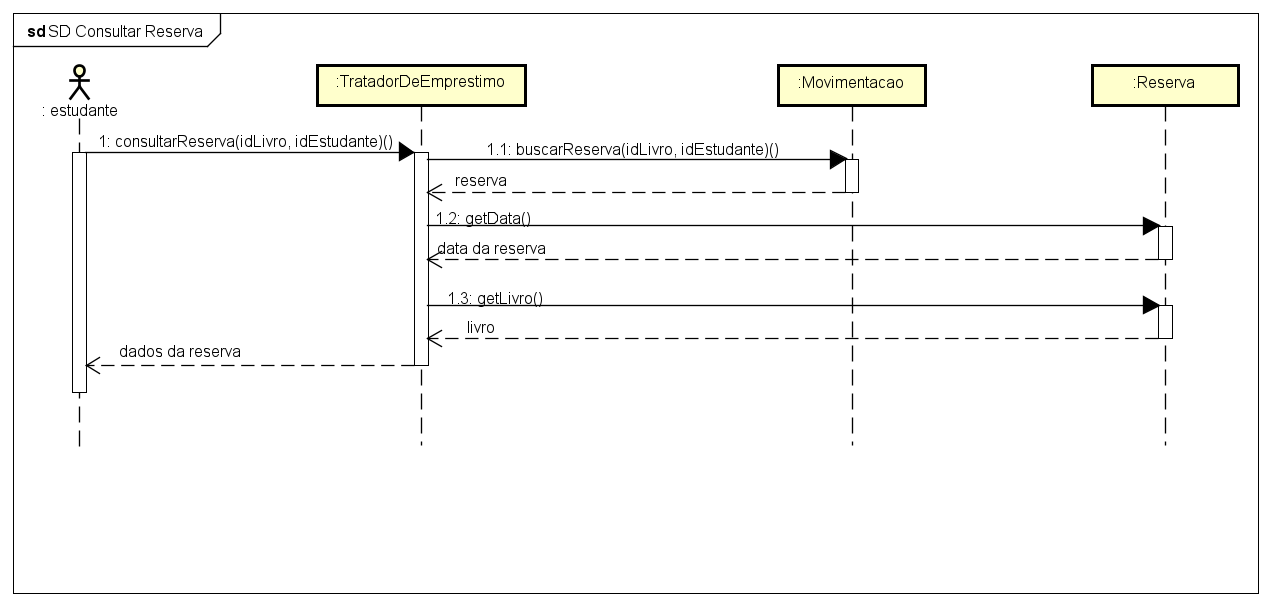 sd SD Consultar Reserva
: estudante
:TratadorDeEmprestimo
:Movimentacao
:Reserva
1: consultarReserva(idLivro, idEstudante)()
1.1: buscarReserva(idLivro, idEstudante)()
reserva
1.2: getData()
data da reserva
1.3: getLivro()
livro
dados da reserva